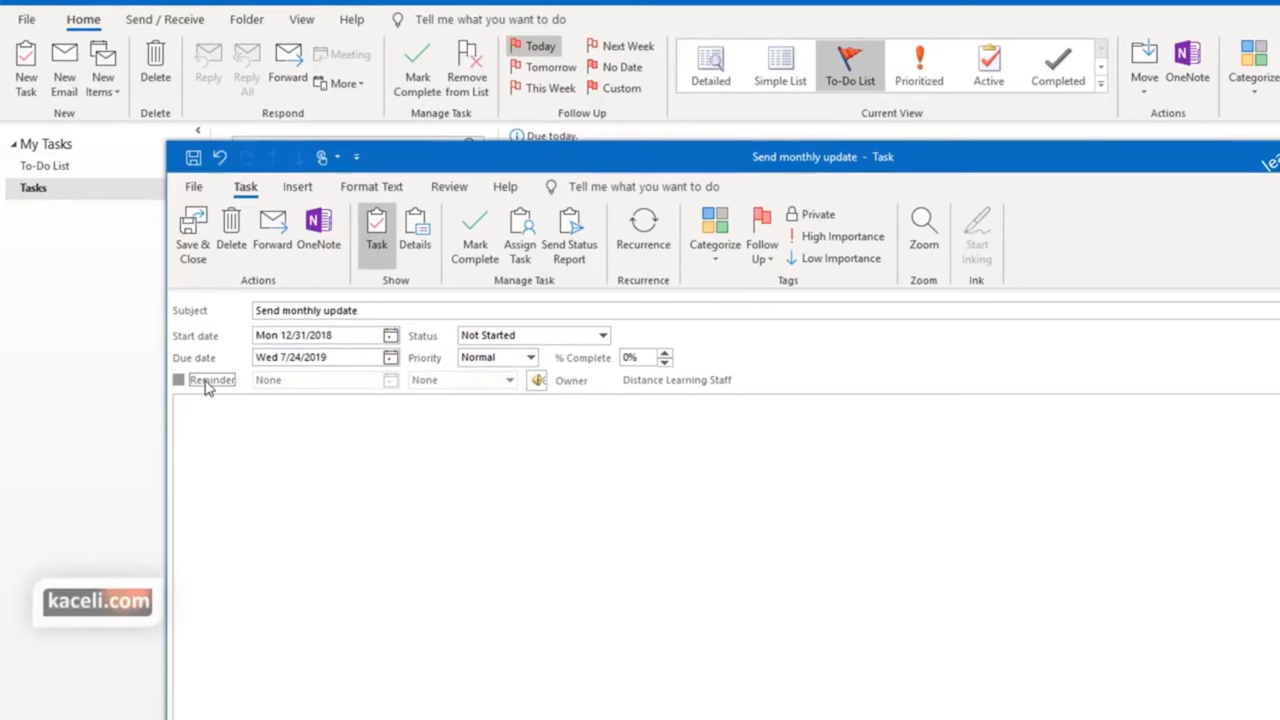 File Home Send / Receive Folder View Help Tell me what you want to do
New Task New Email New Items Delete Reply Reply All Forward Meeting More Mark Complete Remove from List Today Tomorrow This Week Next Week No Date Custom Detailed Simple List To-Do List Prioritized Active Completed Move OneNote Categorize
New Delete Respond Manage Task Follow Up Current View Actions
My Tasks Due today.
To-Do List
Tasks
Send monthly update - Task
File Task Insert Format Text Review Help Tell me what you want to do
Save & Close Delete Forward OneNote Task Details Mark Complete Assign Task Send Status Report Recurrence Categorize Follow Up Private High Importance Low Importance Zoom Start Inking
Actions Show Manage Task Recurrence Tags Zoom Ink
Subject Send monthly update
Start date Mon 12/31/2018 Status Not Started
Due date Wed 7/24/2019 Priority Normal % Complete 0%
Reminder None None Owner Distance Learning Staff
kaceli.com